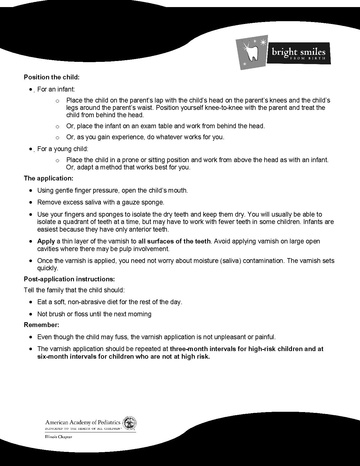 bright smiles
FROM BIRTH
Position the child:
• For an infant:
o Place the child on the parent's lap with the child's head on the parent's knees and the child's
legs around the parent's waist. Position yourself knee-to-knee with the parent and treat the
child from behind the head.
o Or, place the infant on an exam table and work from behind the head.
o Or, as you gain experience, do whatever works for you.
• For a young child:
o Place the child in a prone or sitting position and work from above the head as with an infant.
Or, adapt a method that works best for you.
The application:
• Using gentle finger pressure, open the child's mouth.
• Remove excess saliva with a gauze sponge.
• Use your fingers and sponges to isolate the dry teeth and keep them dry. You will usually be able to
isolate a quadrant of teeth at a time, but may have to work with fewer teeth in some children. Infants are
easiest because they have only anterior teeth.
• Apply a thin layer of the varnish to all surfaces of the teeth. Avoid applying varnish on large open
cavities where there may be pulp involvement.
• Once the varnish is applied, you need not worry about moisture (saliva) contamination. The varnish sets
quickly.
Post-application instructions:
Tell the family that the child should:
• Eat a soft, non-abrasive diet for the rest of the day.
• Not brush or floss until the next morning
Remember:
• Even though the child may fuss, the varnish application is not unpleasant or painful.
• The varnish application should be repeated at three-month intervals for high-risk children and at
six-month intervals for children who are not at high risk.
American Academy of Pediatrics
DEDICATED TO THE HEALTH OF ALL CHILDREN
Illinois Chapter